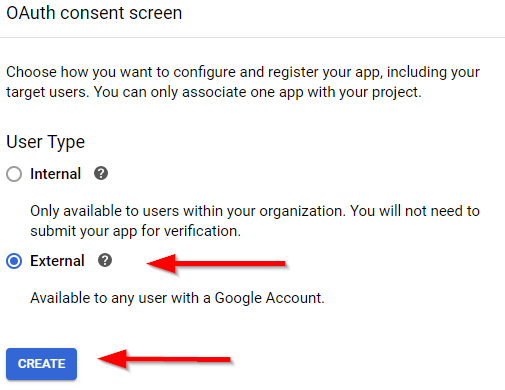 OAuth consent screen
Choose how you want to configure and register your app, including your
target users. You can only associate one app with your project.
User Type
Internal
Only available to users within your organization. You will not need to
submit your app for verification.
External
Available to any user with a Google Account.
CREATE